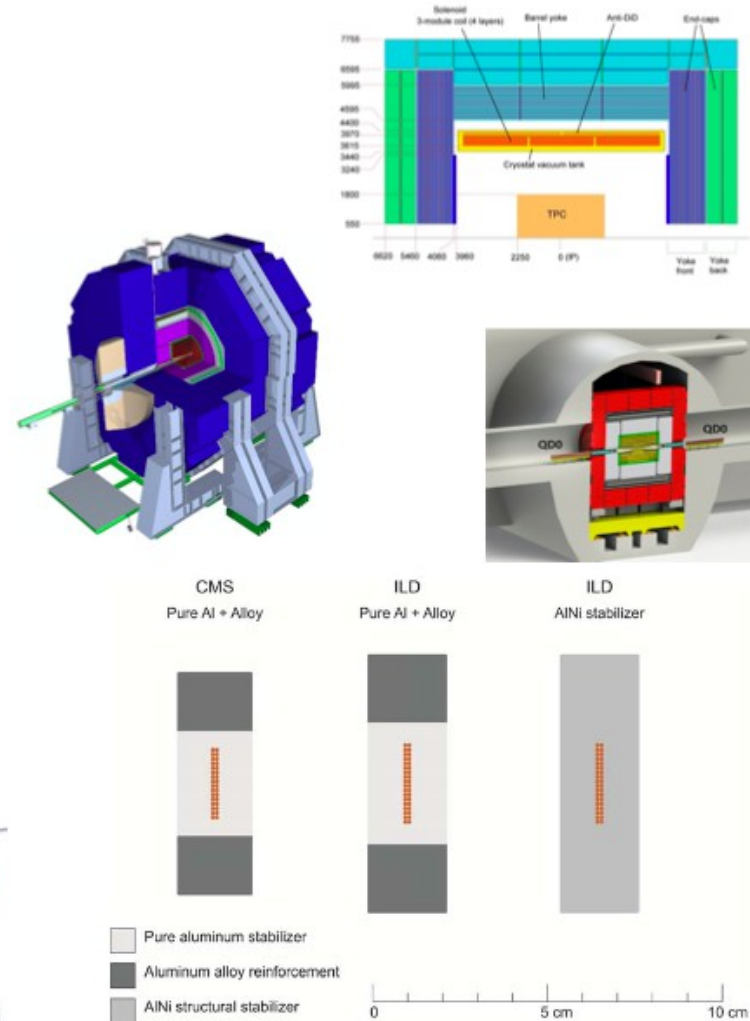 Solenoid
3-module coil (4 layers)
Barrel yoke
Anti-DID
End-caps
7755
6595
5995
4595
4400
3970
3615
3440
3240
1800
550
Cryostat vacuum tank
TPC
6620 5460 4060 3960 2250 0 (IP)
Yoke
front
Yoke
back
QD0
QD0
CMS
Pure Al + Alloy
ILD
Pure Al + Alloy
ILD
AlNi stabilizer
Pure aluminum stabilizer
Aluminum alloy reinforcement
AlNi structural stabilizer
0 5 cm 10 cm